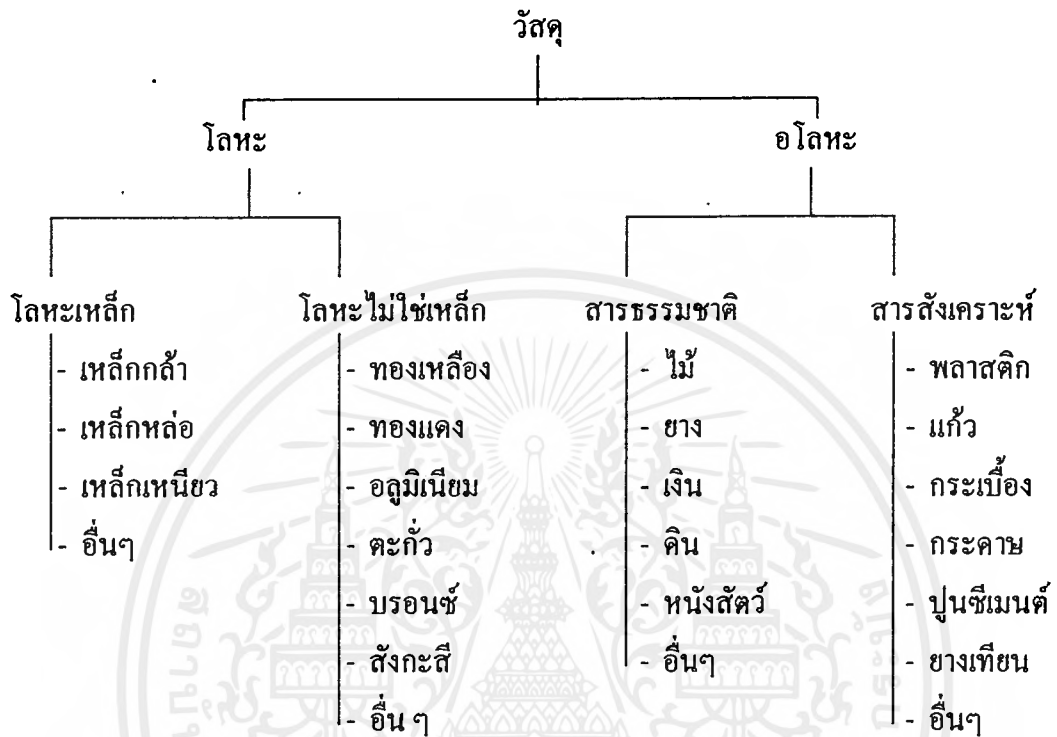 วัสดุ
โลหะ
อโลหะ
โลหะเหล็ก
- เหล็กกล้า
- เหล็กหล่อ
- เหล็กเหนียว
- อื่นๆ
โลหะไม่ใช่เหล็ก
- ทองเหลือง
- ทองแดง
- อลูมิเนียม
- ตะกั่ว
- บรอนซ์
- สังกะสี
- อื่น ๆ
สารธรรมชาติ
- ไม้
- ยาง
- เงิน
- ดิน
- หนังสัตว์
- อื่นๆ
สารสังเคราะห์
- พลาสติก
- แก้ว
- กระเบื้อง
- กระดาษ
- ปูนซีเมนต์
- ยางเทียน
- อื่นๆ